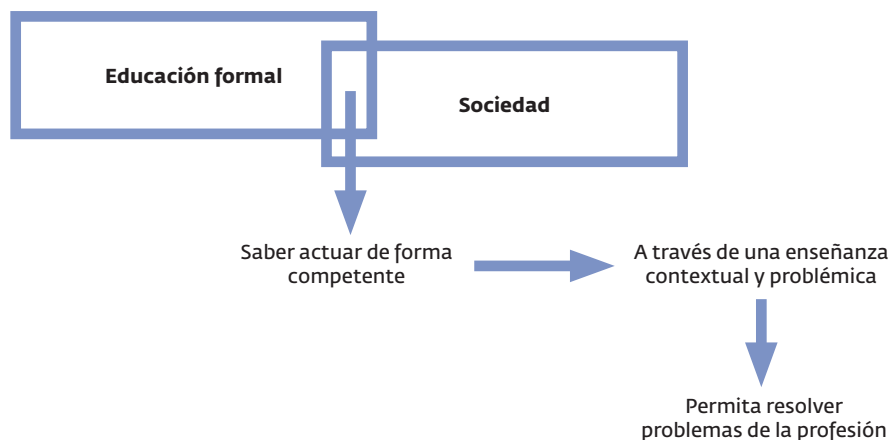 Educación formal
Sociedad
Saber actuar de forma
competente
A través de una enseñanza
contextual y problémica
Permita resolver
problemas de la profesión